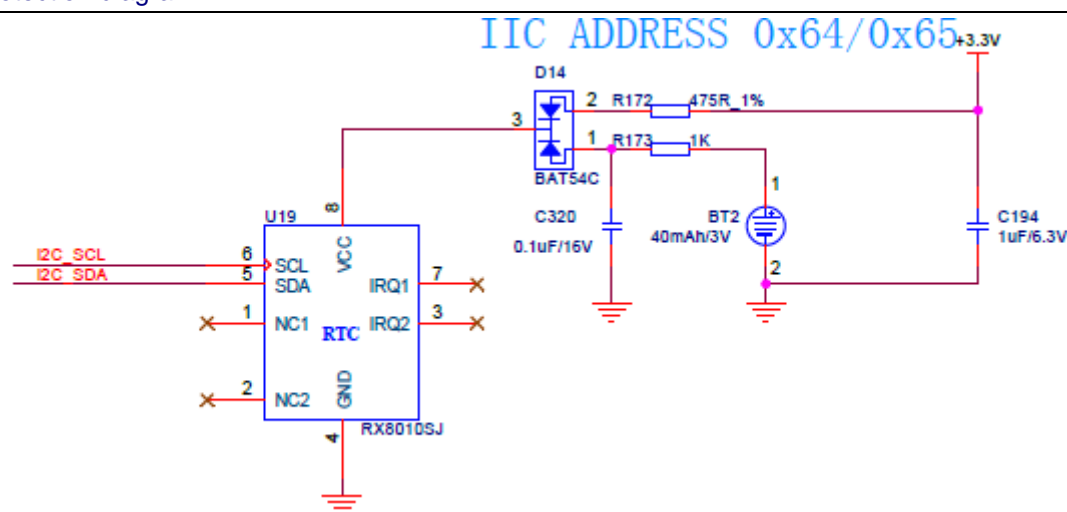 IIC ADDRESS 0x64/0x65
+3.3V
D14
2 R172 475R_1%
3
1 R173 1K
BAT54C
1
C320
0.1uF/16V
BT2
40mAh/3V
C194
1uF/6.3V
2
U19
8
VCC
I2C_SCL 6 SCL
I2C_SDA 5 SDA
IRQ1 7
1 NC1
RTC
IRQ2 3
2 NC2
GND
RX8010SJ
4